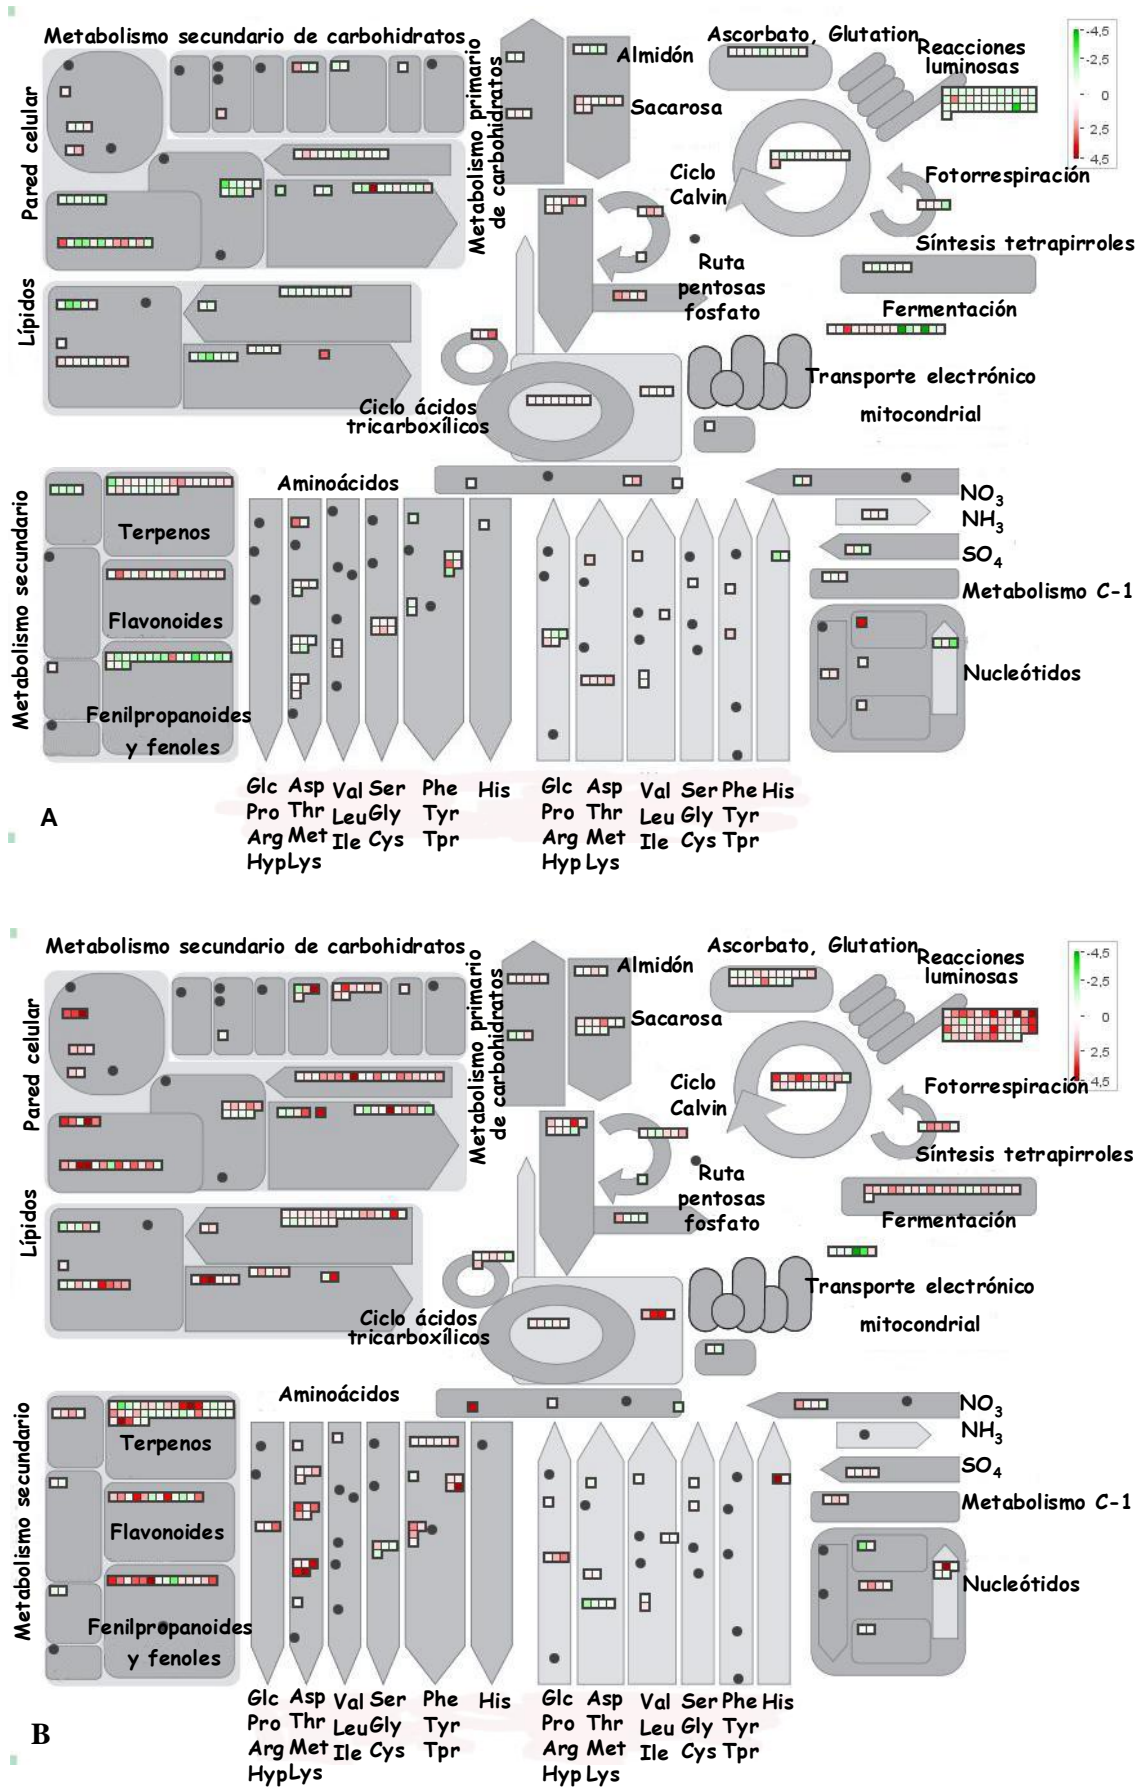 Metabolismo secundario de carbohidratos
Pared celular
Lípidos
Metabolismo primario
de carbohidratos
Almidón
Sacarosa
Ascorbato, Glutation
Reacciones
luminosas
-4,5
-2,5
0
2,5
4,5
Ciclo
Calvin
Fotorrespiración
Síntesis tetrapirroles
Ruta
pentosas
fosfato
Fermentación
Transporte electrónico
mitocondrial
Ciclo ácidos
tricarboxílicos
Metabolismo secundario
Terpenos
Flavonoides
Fenilpropanoides
y fenoles
Aminoácidos
NO3
NH3
SO4
Metabolismo C-1
Nucleótidos
Glc Asp Val Ser Phe His
Pro Thr Leu Gly Tyr
Arg Met Ile Cys Tpr
Hyp Lys
Glc Asp Val Ser Phe His
Pro Thr Leu Gly Tyr
Arg Met Ile Cys Tpr
Hyp Lys
A
Metabolismo secundario de carbohidratos
Pared celular
Lípidos
Metabolismo primario
de carbohidratos
Almidón
Sacarosa
Ascorbato, Glutation
Reacciones
luminosas
-4,5
-2,5
0
2,5
4,5
Ciclo
Calvin
Fotorrespiración
Síntesis tetrapirroles
Ruta
pentosas
fosfato
Fermentación
Transporte electrónico
mitocondrial
Ciclo ácidos
tricarboxílicos
Metabolismo secundario
Terpenos
Flavonoides
Fenilpropanoides
y fenoles
Aminoácidos
NO3
NH3
SO4
Metabolismo C-1
Nucleótidos
Glc Asp Val Ser Phe His
Pro Thr Leu Gly Tyr
Arg Met Ile Cys Tpr
Hyp Lys
Glc Asp Val Ser Phe His
Pro Thr Leu Gly Tyr
Arg Met Ile Cys Tpr
Hyp Lys
B